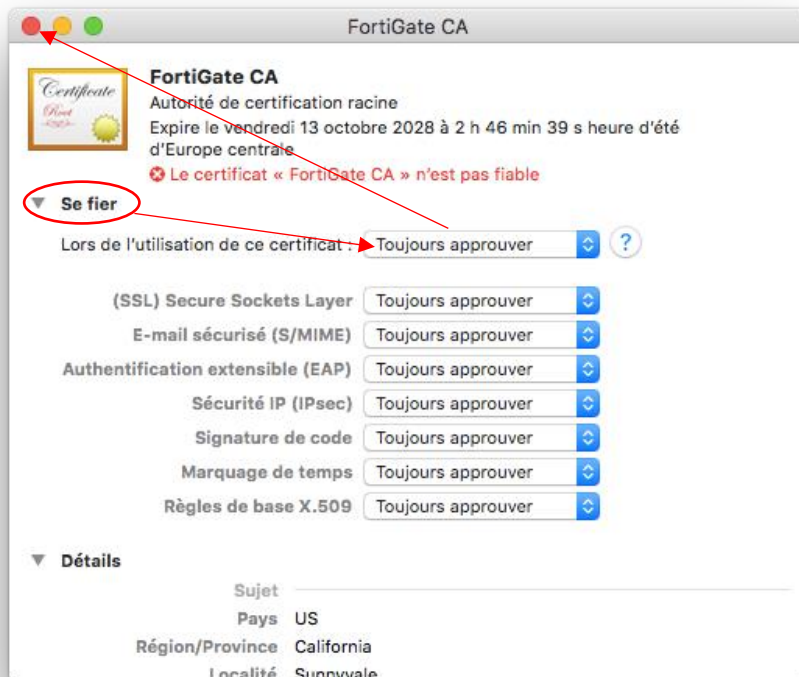 FortiGate CA
Certificate
Root
FortiGate CA
Autorité de certification racine
Expire le vendredi 13 octobre 2028 à 2 h 46 min 39 s heure d'été
d'Europe centrale
Le certificat « FortiGate CA » n'est pas fiable
Se fier
Lors de l'utilisation de ce certificat : Toujours approuver ?
(SSL) Secure Sockets Layer Toujours approuver
E-mail sécurisé (S/MIME) Toujours approuver
Authentification extensible (EAP) Toujours approuver
Sécurité IP (IPsec) Toujours approuver
Signature de code Toujours approuver
Marquage de temps Toujours approuver
Règles de base X.509 Toujours approuver
Détails
Sujet
Pays US
Région/Province California
Localité Sunnyvale